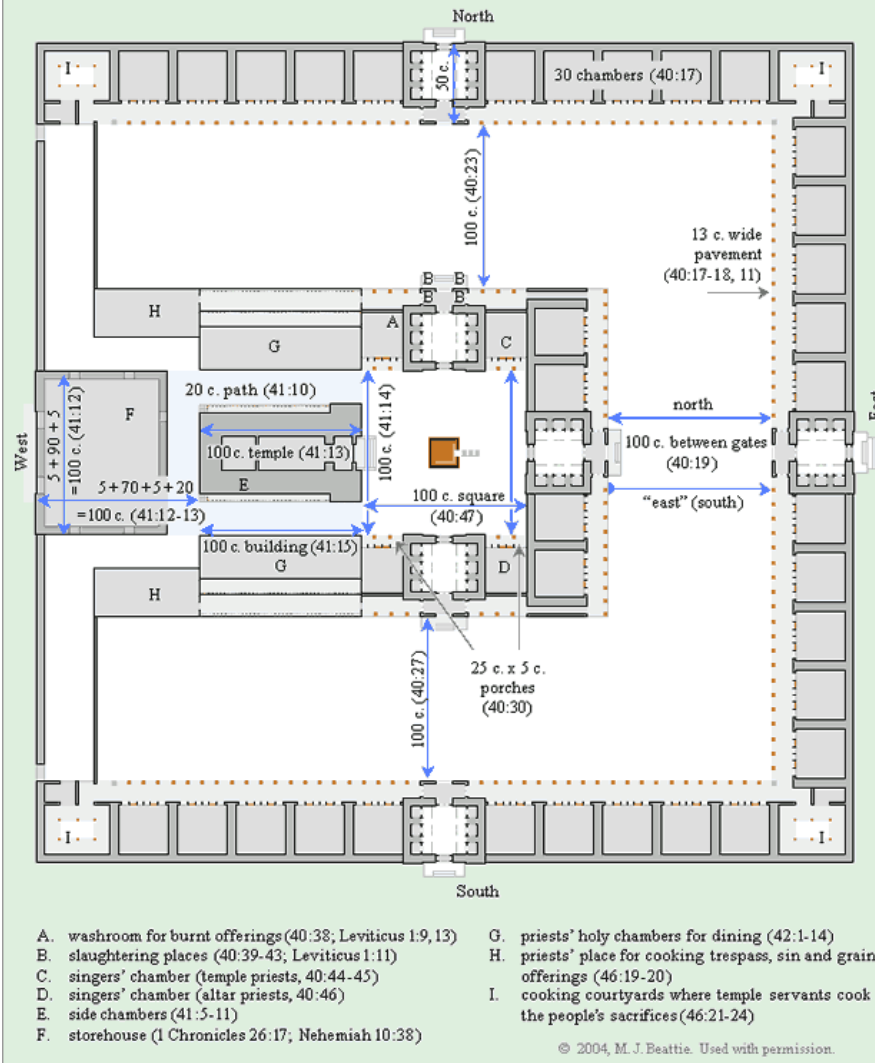 North
I
50 c.
30 chambers (40:17)
I
100 c. (40:23)
13 c. wide
pavement
(40:17-18, 11)
B B
B B
H
A
G
C
20 c. path (41:10)
F
5 + 90 + 5
=100 c. (41:12)
West
100 c. (41:14)
north
100 c. temple (41:13)
100 c. between gates
(40:19)
E
5 + 70 + 5 + 20
=100 c. (41:12-13)
100 c. square
(40:47)
“east” (south)
100 c. building (41:15)
G
D
H
25 c. x 5 c.
porches
(40:30)
100 c. (40:27)
I
I
South
A. washroom for burnt offerings (40:38; Leviticus 1:9, 13)
B. slaughtering places (40:39-43; Leviticus 1:11)
C. singers’ chamber (temple priests, 40:44-45)
D. singers’ chamber (altar priests, 40:46)
E. side chambers (41:5-11)
F. storehouse (1 Chronicles 26:17; Nehemiah 10:38)
G. priests’ holy chambers for dining (42:1-14)
H. priests’ place for cooking trespass, sin and grain
offerings (46:19-20)
I. cooking courtyards where temple servants cook
the people’s sacrifices (46:21-24)
© 2004, M. J. Beattie. Used with permission.